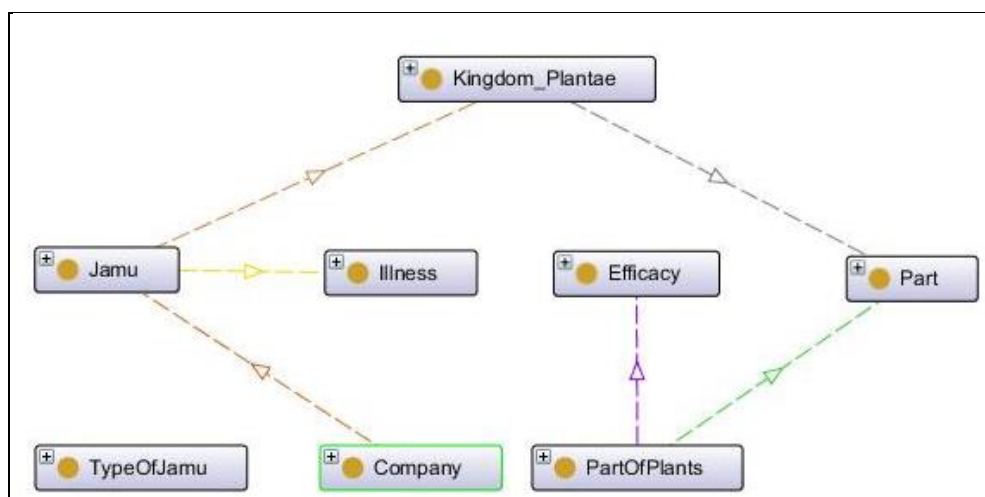 Kingdom_Plantae
Jamu
Illness
Efficacy
Part
TypeOfJamu
Company
PartOfPlants